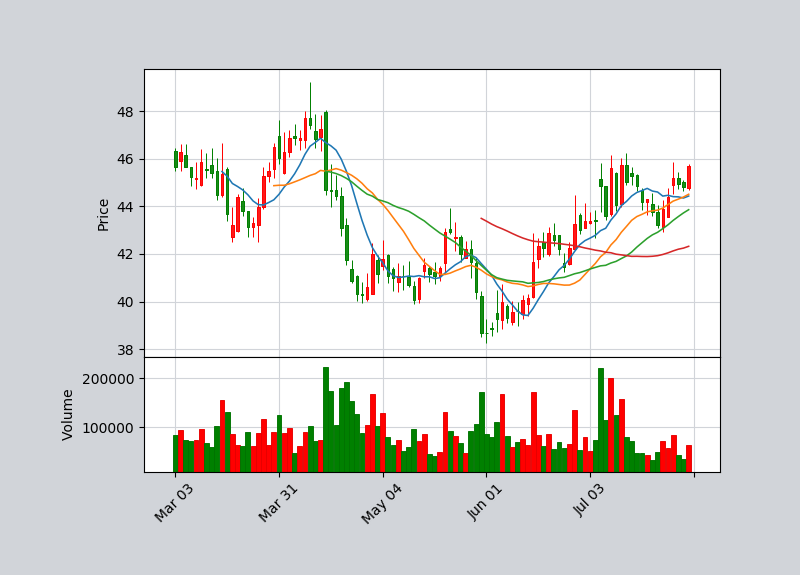 Price
48
46
44
42
40
38
Volume
200000
100000
Mar 03
Mar 31
May 04
Jun 01
Jul 03